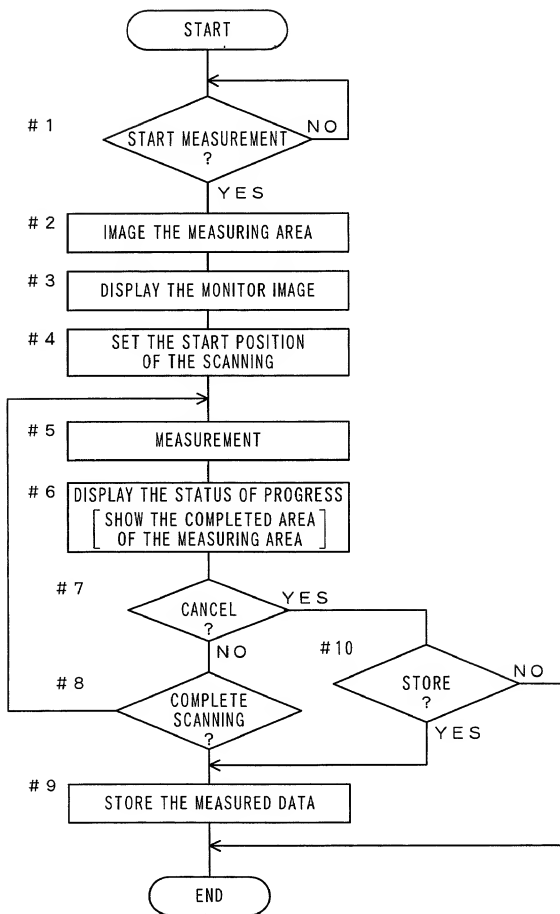 START
# 1
START MEASUREMENT
?
NO
YES
# 2
IMAGE THE MEASURING AREA
# 3
DISPLAY THE MONITOR IMAGE
# 4
SET THE START POSITION
OF THE SCANNING
# 5
MEASUREMENT
# 6
DISPLAY THE STATUS OF PROGRESS
[ SHOW THE COMPLETED AREA
OF THE MEASURING AREA ]
# 7
CANCEL
?
YES
NO
#10
STORE
?
NO
YES
# 8
COMPLETE
SCANNING
?
# 9
STORE THE MEASURED DATA
END